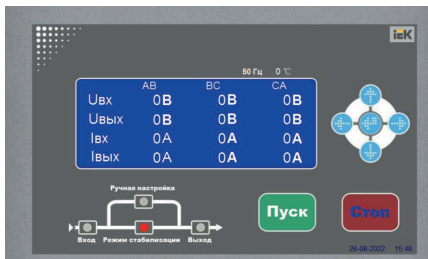 iEK
50 Гц 0 °C
AB BC CA
Uвх 0В 0В 0В
Uвых 0В 0В 0В
Iвх 0А 0А 0А
Iвых 0А 0А 0А
Ручная настройка
Вход Режим стабилизации Выход
Пуск
Стоп
26-08-2022 15:48